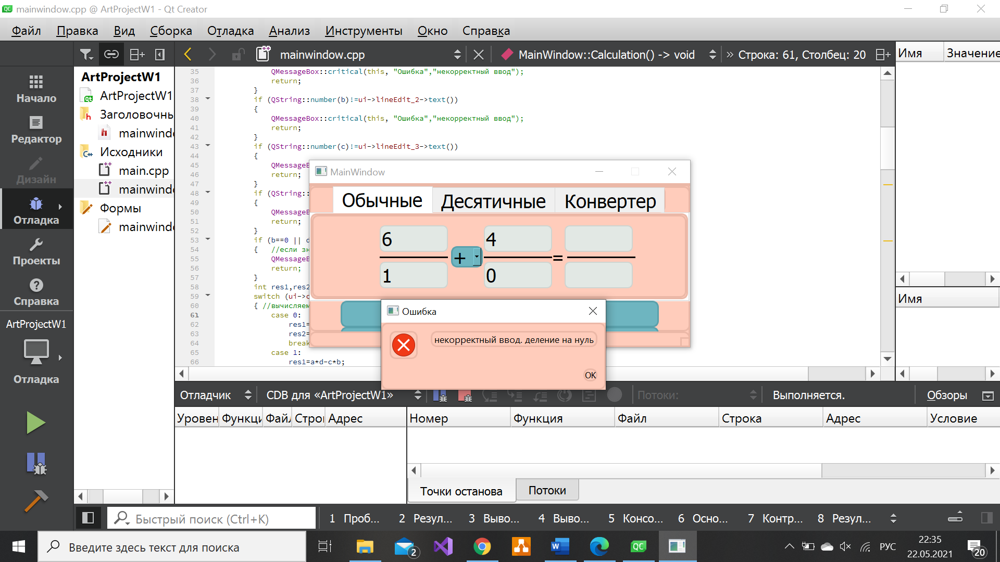 mainwindow.cpp @ ArtProjectW1 - Qt Creator
Файл Правка Вид Сборка Отладка Анализ Инструменты Окно Справка
mainwindow.cpp
MainWindow::Calculation() -> void
» Строка: 61, Столбец: 20
Имя Значение
Начало
Редактор
Дизайн
Отладка
Проекты
Справка
ArtProjectW1
Отладка
ArtProjectW1
ArtProjectW1
Заголовочнь
mainwind
Исходники
main.cpp
mainwind
Формы
mainwind
35 QMessageBox::critical(this, "Ошибка","некорректный ввод");
36 return;
37 }
38 if (QString::number(b)!=ui->lineEdit_2->text())
39 {
40 QMessageBox::critical(this, "Ошибка","некорректный ввод");
41 return;
42 }
43 if (QString::number(c)!=ui->lineEdit_3->text())
44 {
45 QMessageB
46 return;
47 }
48 if (QString:
49 {
50 QMessageB
51 return;
52 }
53 if (b==0 || d
54 { //если зн
55 QMessageB
56 return;
57 }
58 int res1,res2
59 switch (ui->c
60 { //вычисляем
61 case 0:
62 res1=
63 res2=
64 break
65 case 1:
66 res1=a*d-c*b;
MainWindow
Обычные Десятичные Конвертер
6 4
+ =
1 0
Ошибка
некорректный ввод. деление на нуль
OK
Имя
Отладчик CDB для «ArtProjectW1» Потоки: Выполняется. Обзоры
Уровен Функци Файл Строк Адрес
Номер Функция Файл Строка Адрес Условие
Точки останова Потоки
Быстрый поиск (Ctrl+K)
1 Проб... 2 Резул... 3 Выво... 4 Выво... 5 Консо... 6 Осно... 7 Контр... 8 Резул...
Введите здесь текст для поиска
2
QC
РУС
22:35
22.05.2021
20